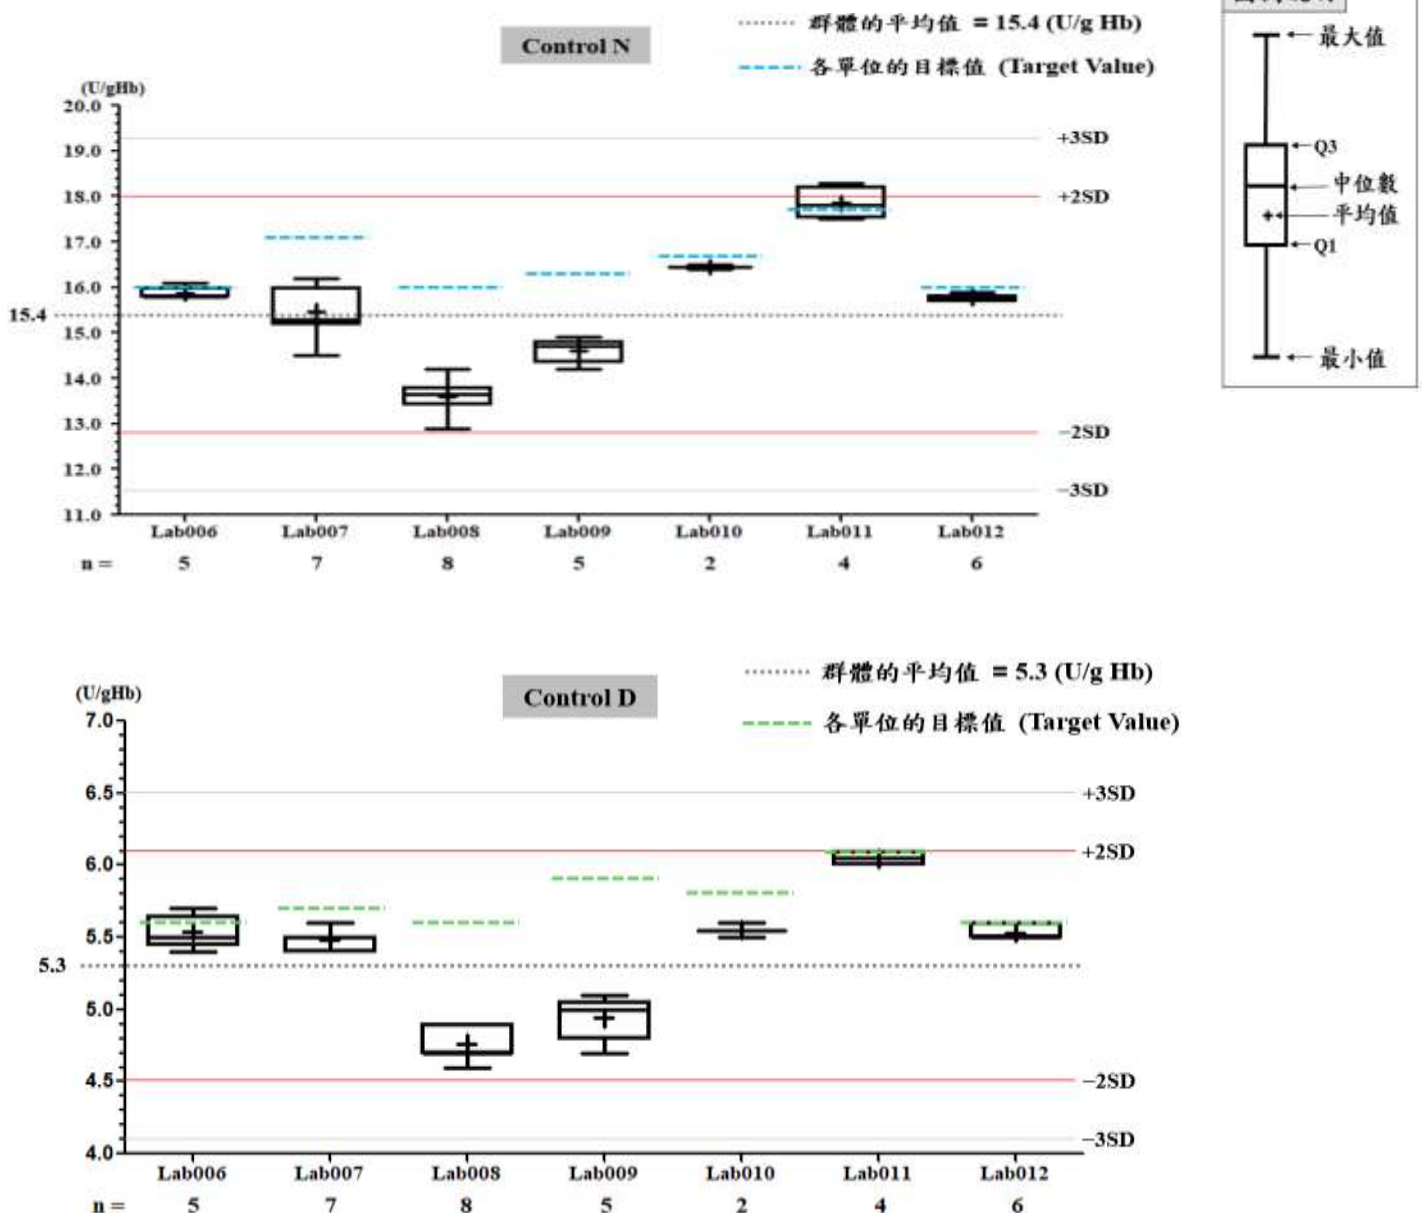 Control N
群體的平均值 = 15.4 (U/g Hb)
各單位的目標值 (Target Value)
(U/gHb)
20.0
19.0
18.0
17.0
16.0
15.4
15.0
14.0
13.0
12.0
11.0
+3SD
+2SD
−2SD
−3SD
Lab006 Lab007 Lab008 Lab009 Lab010 Lab011 Lab012
n = 5 7 8 5 2 4 6
最大值
Q3
中位數
平均值
Q1
最小值
Control D
群體的平均值 = 5.3 (U/g Hb)
各單位的目標值 (Target Value)
(U/gHb)
7.0
6.5
6.0
5.5
5.3
5.0
4.5
4.0
+3SD
+2SD
−2SD
−3SD
Lab006 Lab007 Lab008 Lab009 Lab010 Lab011 Lab012
n = 5 7 8 5 2 4 6